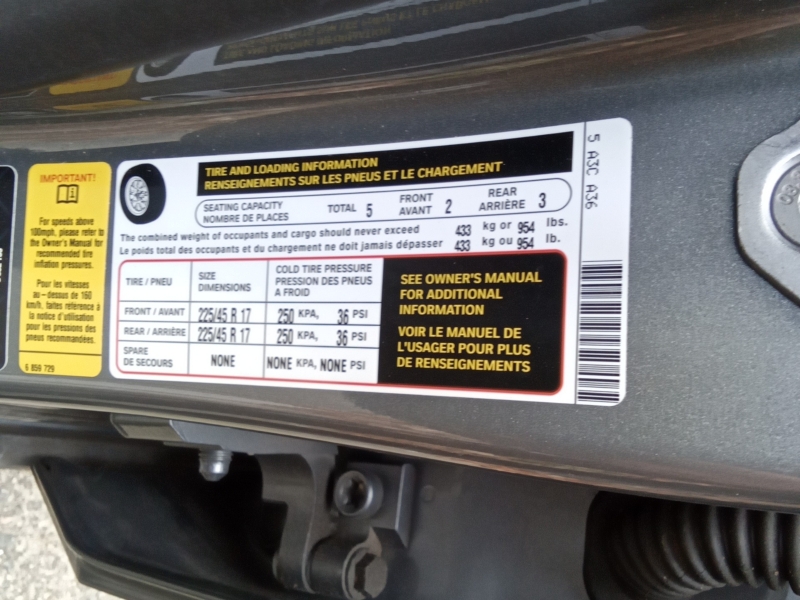 IMPORTANT!
For speeds above
100mph, please refer to
the Owner's Manual for
recommended tire
inflation pressures.
Pour les vitesses
au-dessus de 160
km/h, faites référence à
la notice d'utilisation
pour les pressions des
pneus recommandées.
6 859 729
TIRE AND LOADING INFORMATION
RENSEIGNEMENTS SUR LES PNEUS ET LE CHARGEMENT
SEATING CAPACITY
NOMBRE DE PLACES
TOTAL 5
FRONT
AVANT 2
REAR
ARRIÈRE 3
The combined weight of occupants and cargo should never exceed 433 kg or 954 lbs.
Le poids total des occupants et du chargement ne doit jamais dépasser 433 kg ou 954 lb.
TIRE / PNEU
SIZE
DIMENSIONS
COLD TIRE PRESSURE
PRESSION DES PNEUS
A FROID
FRONT / AVANT 225/45 R 17 250 KPA, 36 PSI
REAR / ARRIÈRE 225/45 R 17 250 KPA, 36 PSI
SPARE
DE SECOURS
NONE NONE KPA, NONE PSI
SEE OWNER'S MANUAL
FOR ADDITIONAL
INFORMATION
VOIR LE MANUEL DE
L'USAGER POUR PLUS
DE RENSEIGNEMENTS
5 A3C A36